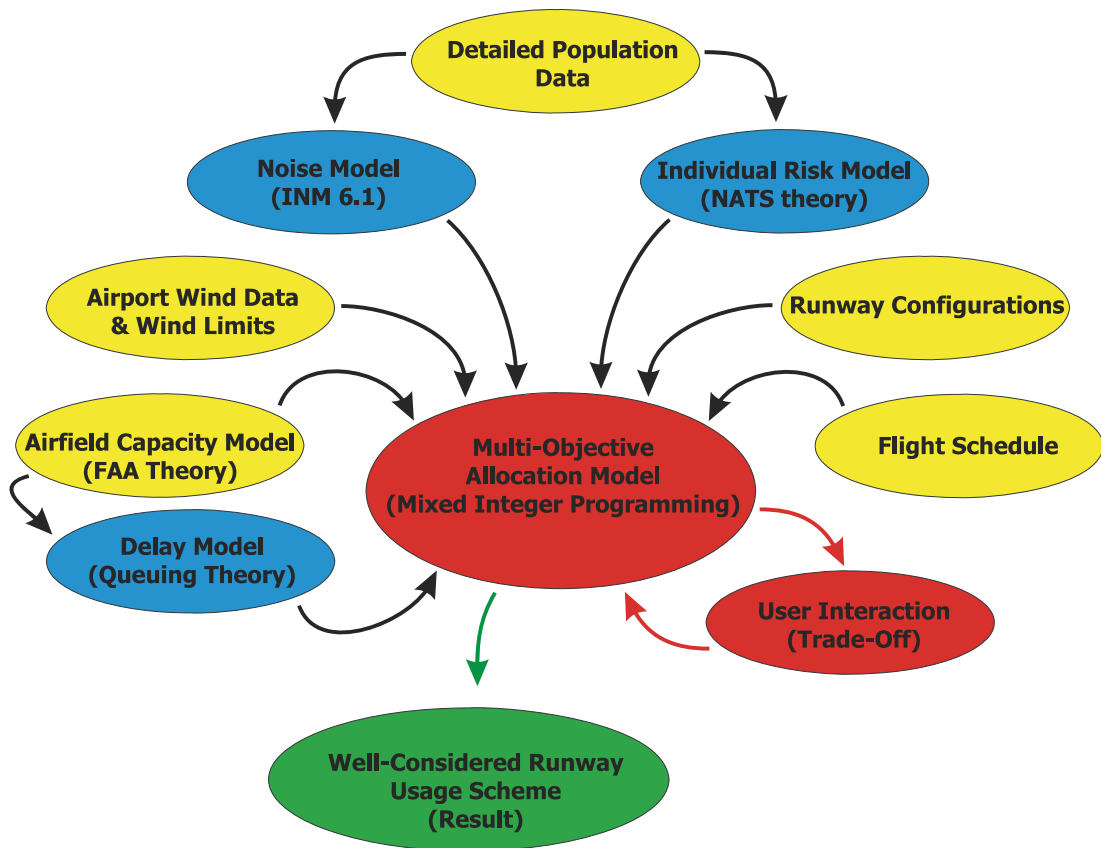 Detailed Population
Data
Noise Model
(INM 6.1)
Individual Risk Model
(NATS theory)
Airport Wind Data
& Wind Limits
Runway Configurations
Airfield Capacity Model
(FAA Theory)
Multi-Objective
Allocation Model
(Mixed Integer Programming)
Flight Schedule
Delay Model
(Queuing Theory)
User Interaction
(Trade-Off)
Well-Considered Runway
Usage Scheme
(Result)